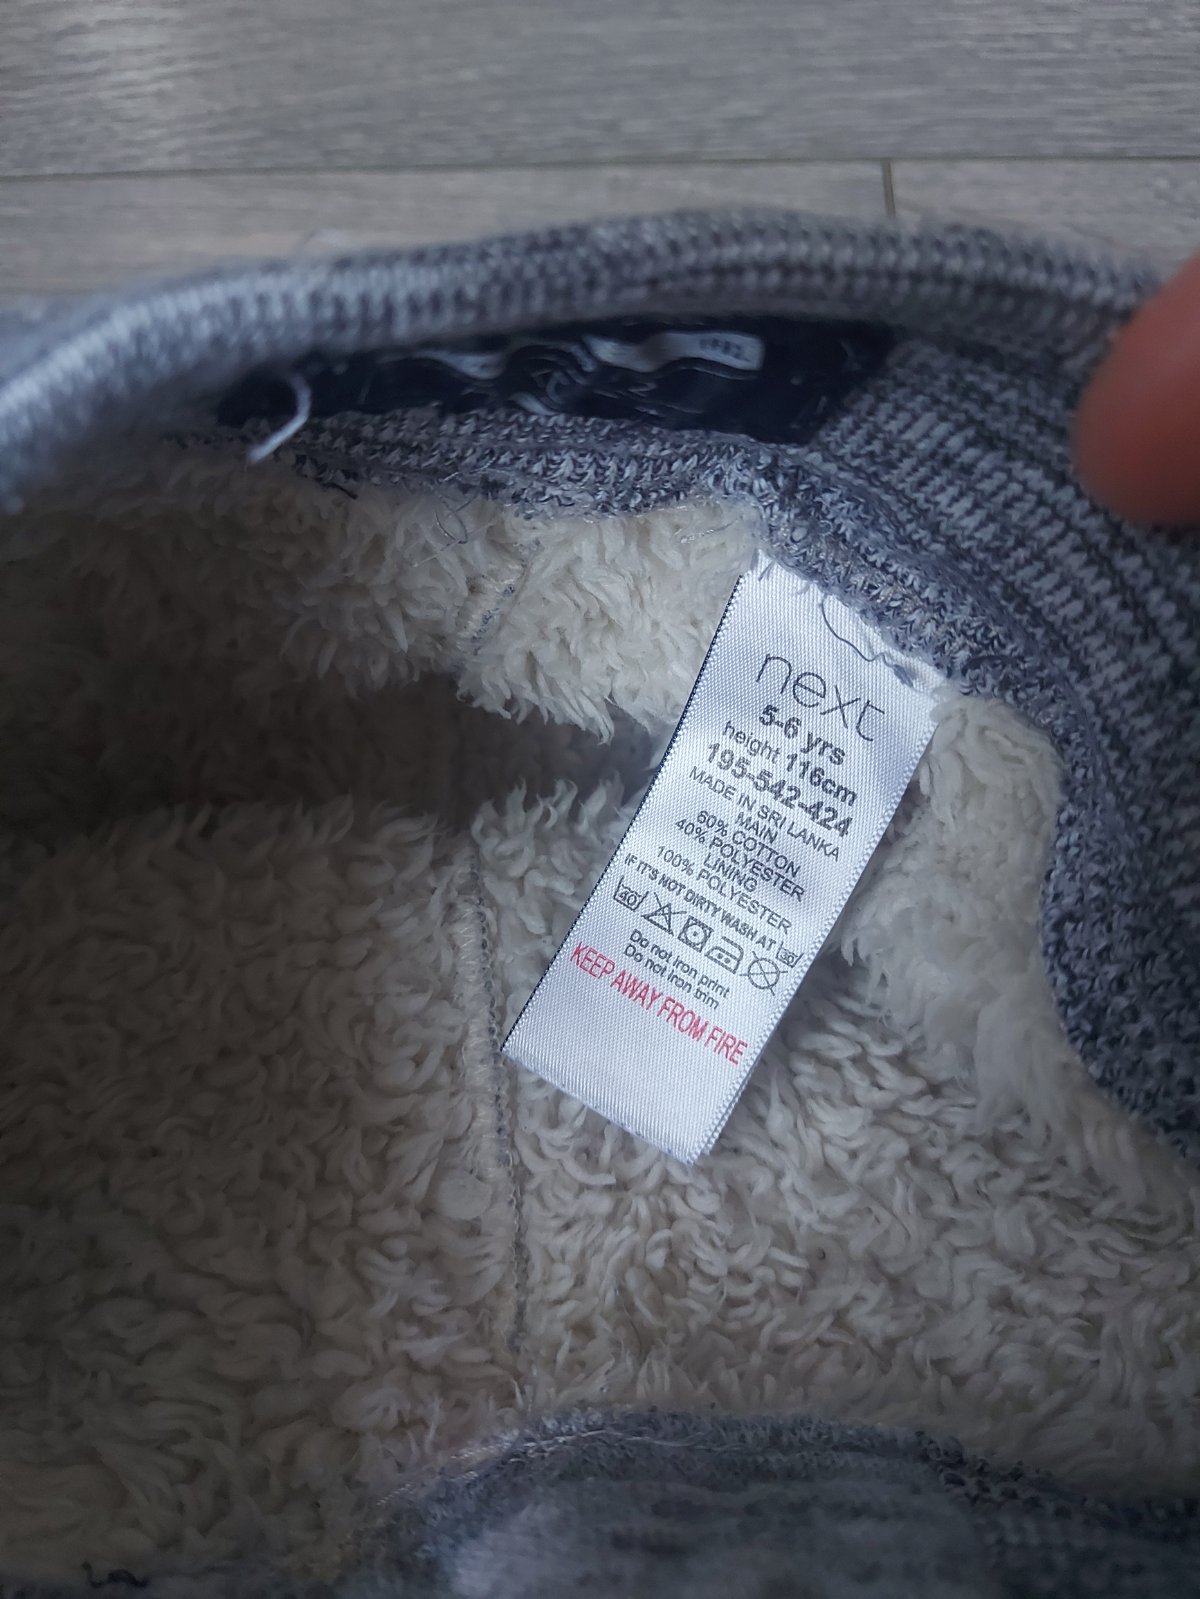 next
5-6 yrs
height 116cm
195-542-424
MADE IN SRI LANKA
MAIN
60% COTTON
40% POLYESTER
LINING
100% POLYESTER
IF IT'S NOT DIRTY WASH AT 30
30
Do not iron print
Do not iron trim
KEEP AWAY FROM FIRE